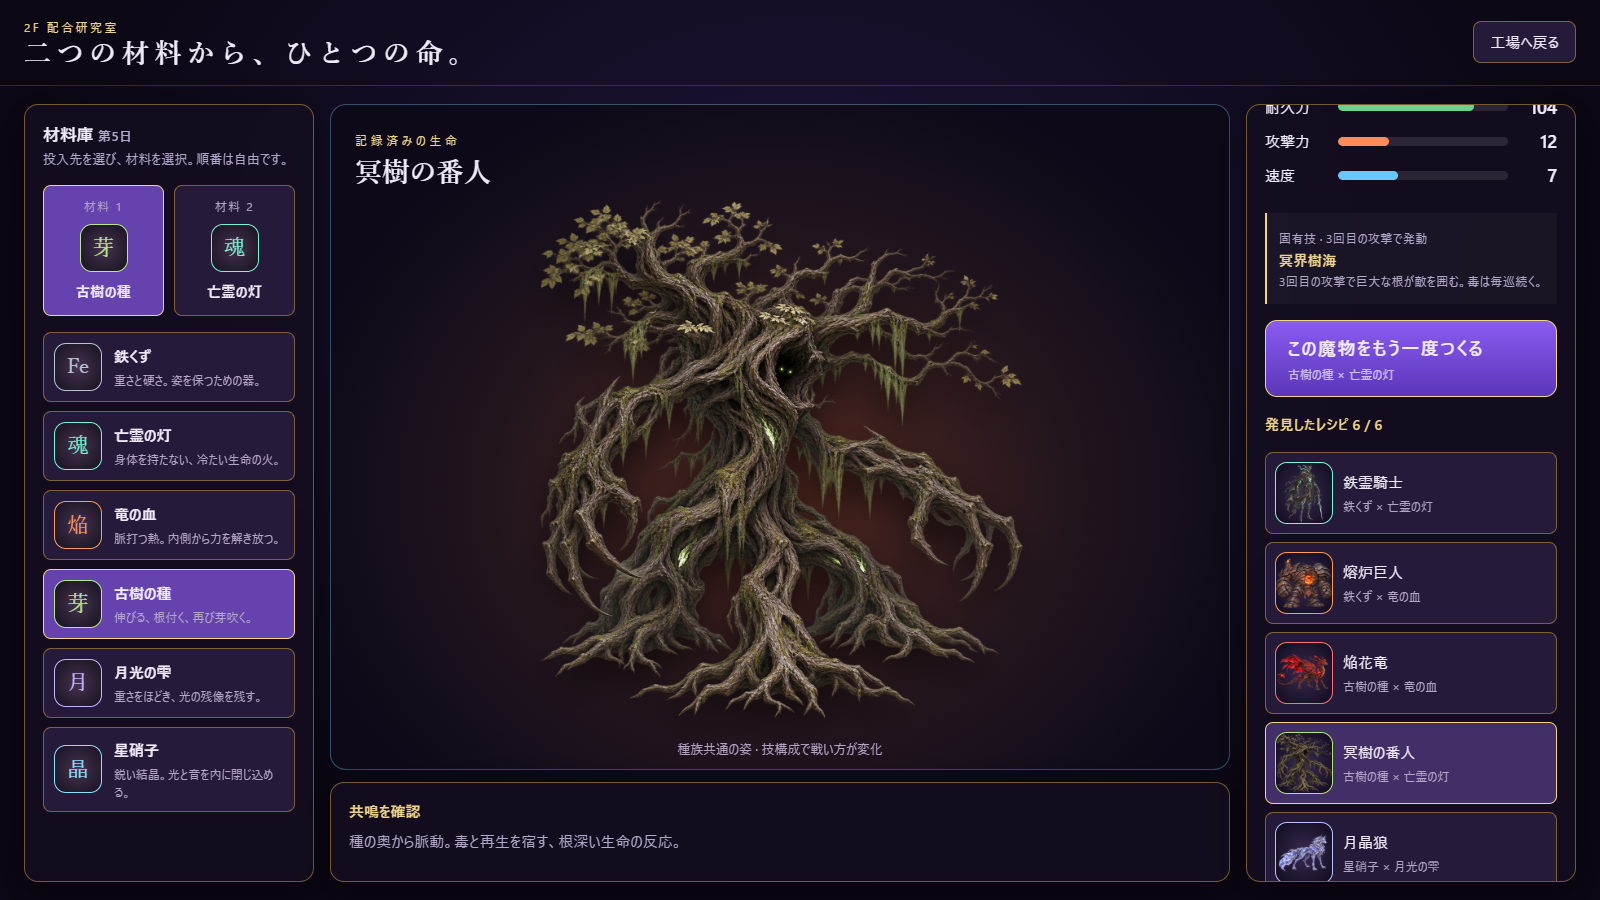 2F 配合研究室
二つの材料から、ひとつの命。
工場へ戻る
材料庫 第5日
投入先を選び、材料を選択。順番は自由です。
材料 1
芽
古樹の種
材料 2
魂
亡霊の灯
Fe
鉄くず
重さと硬さ。姿を保つための器。
魂
亡霊の灯
身体を持たない、冷たい生命の火。
焔
竜の血
脈打つ熱。内側から力を解き放つ。
芽
古樹の種
伸びる、根付く、再び芽吹く。
月
月光の雫
重さをほどき、光の残像を残す。
晶
星硝子
鋭い結晶。光と音を内に閉じ込め
る。
記録済みの生命
冥樹の番人
種族共通の姿・技構成で戦い方が変化
共鳴を確認
種の奥から脈動。毒と再生を宿す、根深い生命の反応。
耐久力 104
攻撃力 12
速度 7
固有技・3回目の攻撃で発動
冥界樹海
3回目の攻撃で巨大な根が敵を囲む。毒は毎巡続く。
この魔物をもう一度つくる
古樹の種 × 亡霊の灯
発見したレシピ 6 / 6
鉄霊騎士
鉄くず × 亡霊の灯
熔炉巨人
鉄くず × 竜の血
焔花竜
古樹の種 × 竜の血
冥樹の番人
古樹の種 × 亡霊の灯
月晶狼
星硝子 × 月光の雫